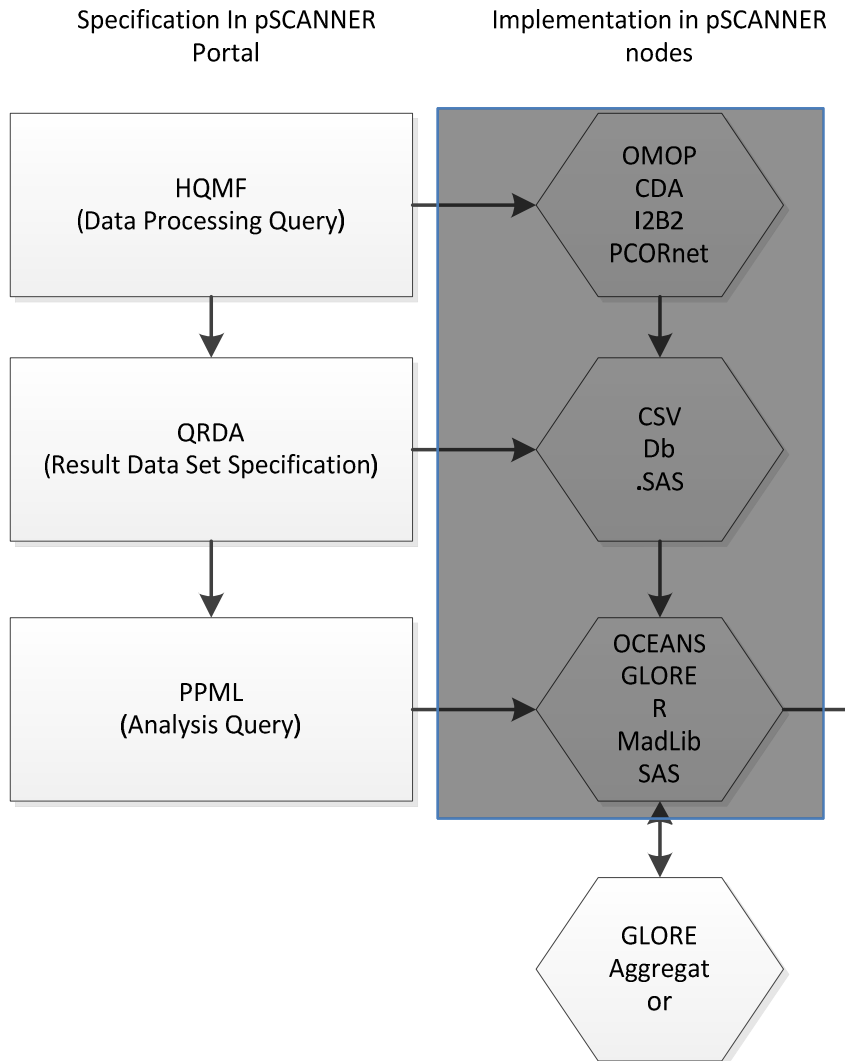 Specification In pSCANNER
Portal
Implementation in pSCANNER
nodes
HQMF
(Data Processing Query)
OMOP
CDA
I2B2
PCORnet
QRDA
(Result Data Set Specification)
CSV
Db
.SAS
PPML
(Analysis Query)
OCEANS
GLORE
R
MadLib
SAS
GLORE
Aggregat
or